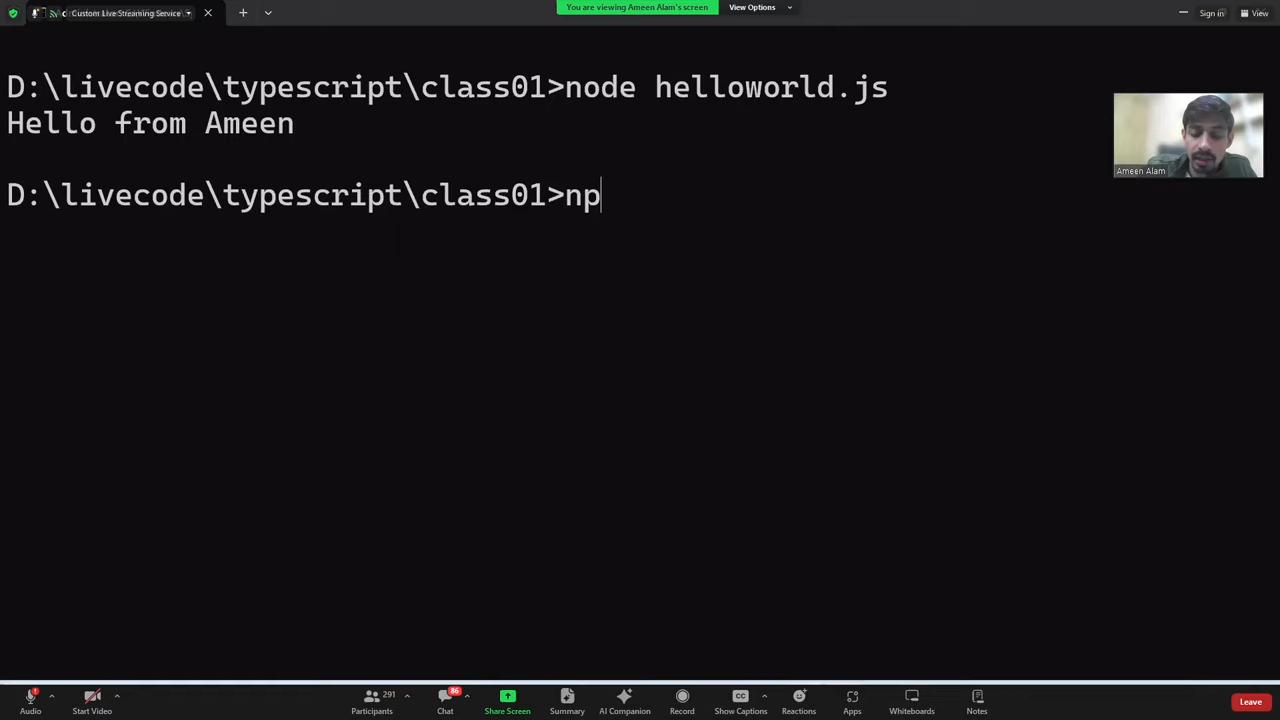 Custom Live Streaming Service
You are viewing Ameen Alam's screen
View Options
Sign in
View
D:\livecode\typescript\class01>node helloworld.js
Hello from Ameen
Ameen Alam
D:\livecode\typescript\class01>np
291
86
Audio
Start Video
Participants
Chat
Share Screen
Summary
AI Companion
Record
Show Captions
Reactions
Apps
Whiteboards
Notes
Leave